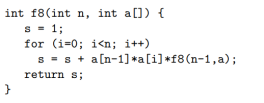 int f8(int n, int a[]) {
s = 1;
for (i=0; i<n; i++)
s = s + a[n-1]*a[i]*f8(n-1,a);
return s;
}